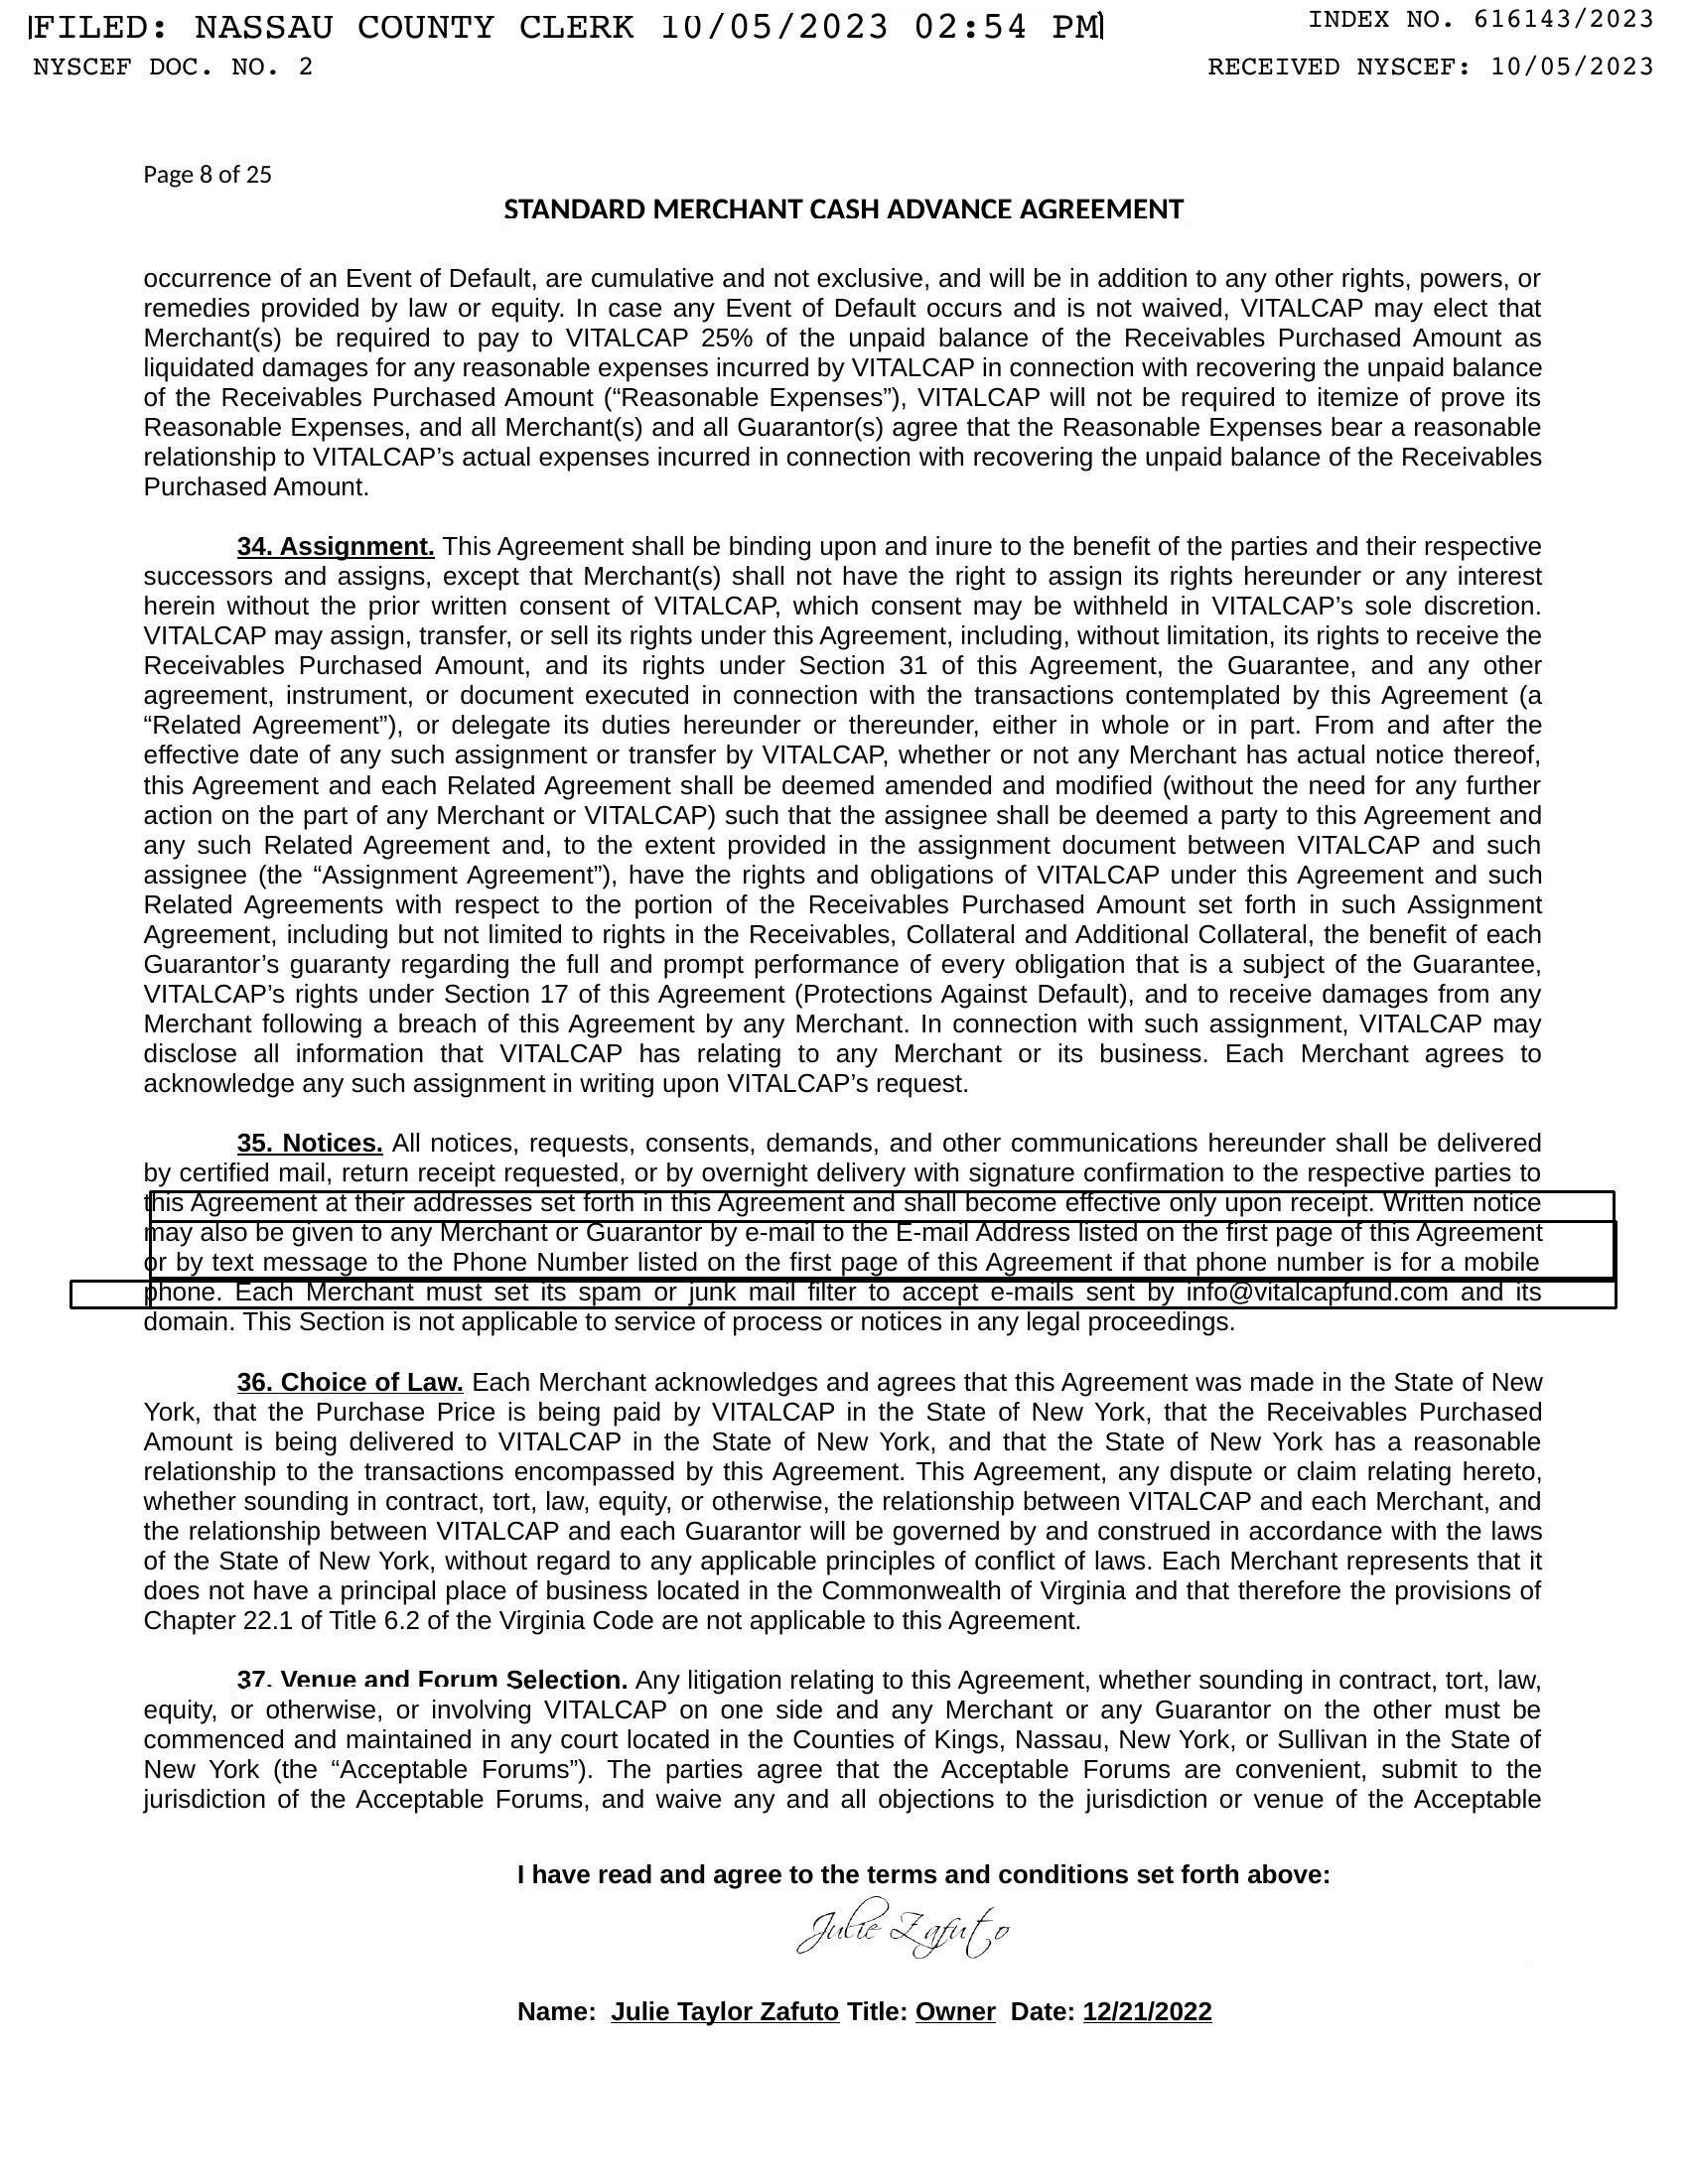 FILED: NASSAU COUNTY CLERK 10/05/2023 02:54 PM
INDEX NO. 616143/2023
NYSCEF DOC. NO. 2
RECEIVED NYSCEF: 10/05/2023
Page 8 of 25
STANDARD MERCHANT CASH ADVANCE AGREEMENT
occurrence of an Event of Default, are cumulative and not exclusive, and will be in addition to any other rights, powers, or
remedies provided by law or equity. In case any Event of Default occurs and is not waived, VITALCAP may elect that
Merchant(s) be required to pay to VITALCAP 25% of the unpaid balance of the Receivables Purchased Amount as
liquidated damages for any reasonable expenses incurred by VITALCAP in connection with recovering the unpaid balance
of the Receivables Purchased Amount (“Reasonable Expenses”), VITALCAP will not be required to itemize of prove its
Reasonable Expenses, and all Merchant(s) and all Guarantor(s) agree that the Reasonable Expenses bear a reasonable
relationship to VITALCAP’s actual expenses incurred in connection with recovering the unpaid balance of the Receivables
Purchased Amount.
34. Assignment. This Agreement shall be binding upon and inure to the benefit of the parties and their respective
successors and assigns, except that Merchant(s) shall not have the right to assign its rights hereunder or any interest
herein without the prior written consent of VITALCAP, which consent may be withheld in VITALCAP’s sole discretion.
VITALCAP may assign, transfer, or sell its rights under this Agreement, including, without limitation, its rights to receive the
Receivables Purchased Amount, and its rights under Section 31 of this Agreement, the Guarantee, and any other
agreement, instrument, or document executed in connection with the transactions contemplated by this Agreement (a
“Related Agreement”), or delegate its duties hereunder or thereunder, either in whole or in part. From and after the
effective date of any such assignment or transfer by VITALCAP, whether or not any Merchant has actual notice thereof,
this Agreement and each Related Agreement shall be deemed amended and modified (without the need for any further
action on the part of any Merchant or VITALCAP) such that the assignee shall be deemed a party to this Agreement and
any such Related Agreement and, to the extent provided in the assignment document between VITALCAP and such
assignee (the “Assignment Agreement”), have the rights and obligations of VITALCAP under this Agreement and such
Related Agreements with respect to the portion of the Receivables Purchased Amount set forth in such Assignment
Agreement, including but not limited to rights in the Receivables, Collateral and Additional Collateral, the benefit of each
Guarantor’s guaranty regarding the full and prompt performance of every obligation that is a subject of the Guarantee,
VITALCAP’s rights under Section 17 of this Agreement (Protections Against Default), and to receive damages from any
Merchant following a breach of this Agreement by any Merchant. In connection with such assignment, VITALCAP may
disclose all information that VITALCAP has relating to any Merchant or its business. Each Merchant agrees to
acknowledge any such assignment in writing upon VITALCAP’s request.
35. Notices. All notices, requests, consents, demands, and other communications hereunder shall be delivered
by certified mail, return receipt requested, or by overnight delivery with signature confirmation to the respective parties to
this Agreement at their addresses set forth in this Agreement and shall become effective only upon receipt. Written notice
may also be given to any Merchant or Guarantor by e-mail to the E-mail Address listed on the first page of this Agreement
or by text message to the Phone Number listed on the first page of this Agreement if that phone number is for a mobile
phone. Each Merchant must set its spam or junk mail filter to accept e-mails sent by info@vitalcapfund.com and its
domain. This Section is not applicable to service of process or notices in any legal proceedings.
36. Choice of Law. Each Merchant acknowledges and agrees that this Agreement was made in the State of New
York, that the Purchase Price is being paid by VITALCAP in the State of New York, that the Receivables Purchased
Amount is being delivered to VITALCAP in the State of New York, and that the State of New York has a reasonable
relationship to the transactions encompassed by this Agreement. This Agreement, any dispute or claim relating hereto,
whether sounding in contract, tort, law, equity, or otherwise, the relationship between VITALCAP and each Merchant, and
the relationship between VITALCAP and each Guarantor will be governed by and construed in accordance with the laws
of the State of New York, without regard to any applicable principles of conflict of laws. Each Merchant represents that it
does not have a principal place of business located in the Commonwealth of Virginia and that therefore the provisions of
Chapter 22.1 of Title 6.2 of the Virginia Code are not applicable to this Agreement.
37. Venue and Forum Selection. Any litigation relating to this Agreement, whether sounding in contract, tort, law,
equity, or otherwise, or involving VITALCAP on one side and any Merchant or any Guarantor on the other must be
commenced and maintained in any court located in the Counties of Kings, Nassau, New York, or Sullivan in the State of
New York (the “Acceptable Forums”). The parties agree that the Acceptable Forums are convenient, submit to the
jurisdiction of the Acceptable Forums, and waive any and all objections to the jurisdiction or venue of the Acceptable
I have read and agree to the terms and conditions set forth above:
Julie Zafuto
Name: Julie Taylor Zafuto Title: Owner Date: 12/21/2022